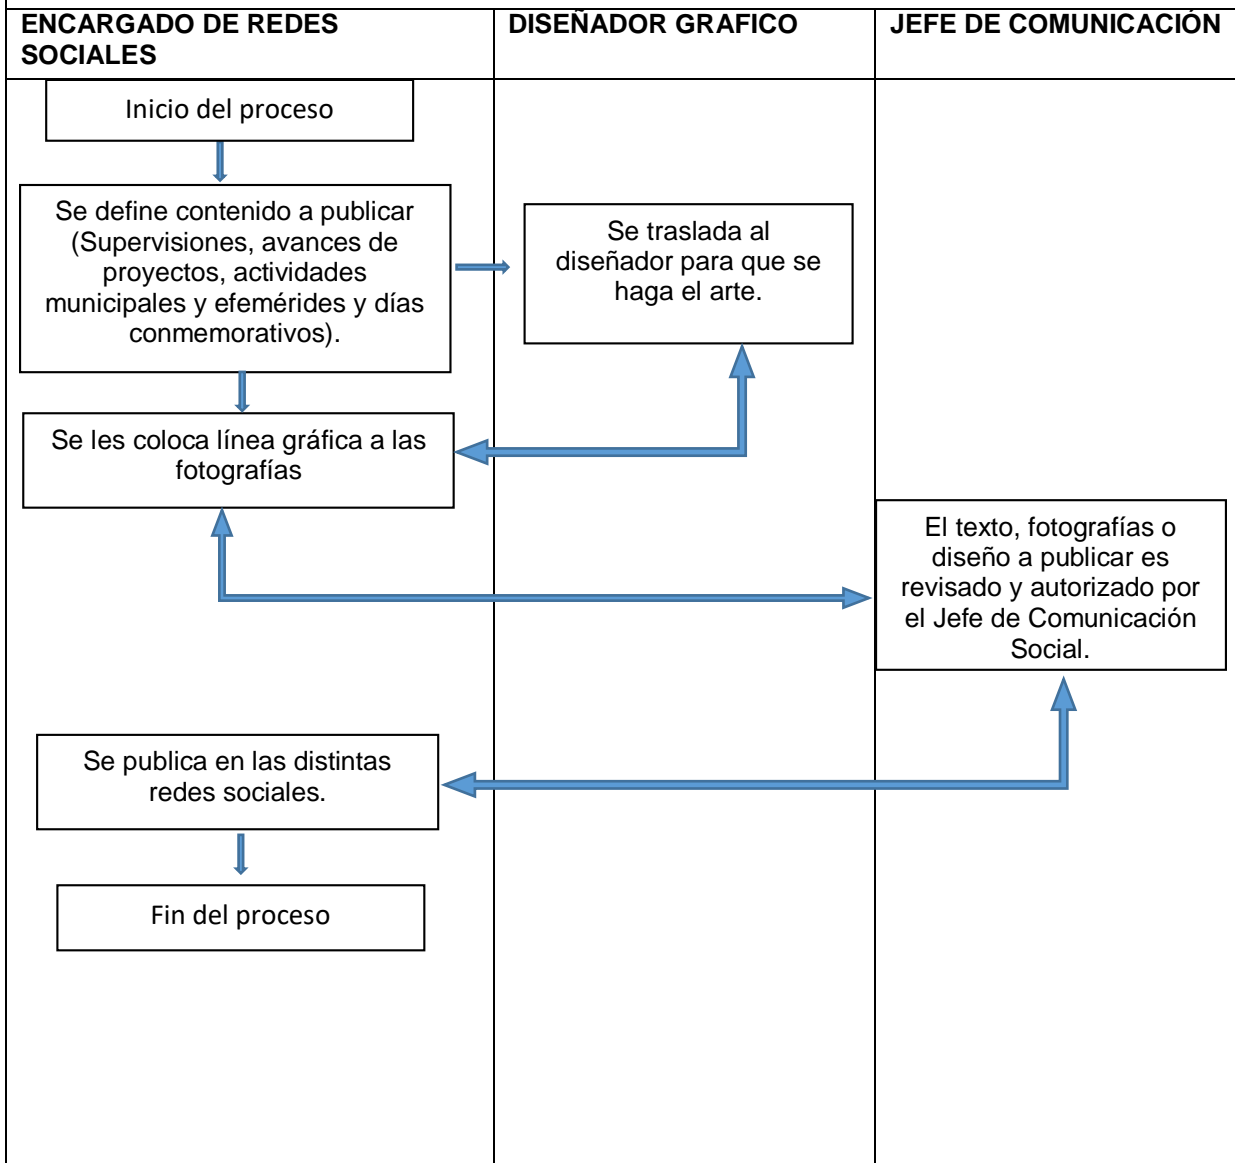 ENCARGADO DE REDES
SOCIALES
DISEÑADOR GRAFICO
JEFE DE COMUNICACIÓN
Inicio del proceso
Se define contenido a publicar
(Supervisiones, avances de
proyectos, actividades
municipales y efemérides y días
conmemorativos).
Se traslada al
diseñador para que se
haga el arte.
Se les coloca línea gráfica a las
fotografías
El texto, fotografías o
diseño a publicar es
revisado y autorizado por
el Jefe de Comunicación
Social.
Se publica en las distintas
redes sociales.
Fin del proceso